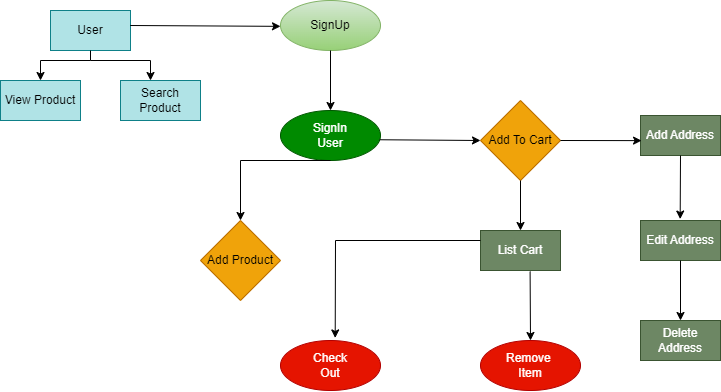 User
SignUp
View Product
Search
Product
SignIn
User
Add To Cart
Add Address
Add Product
List Cart
Edit Address
Check
Out
Remove
Item
Delete
Address